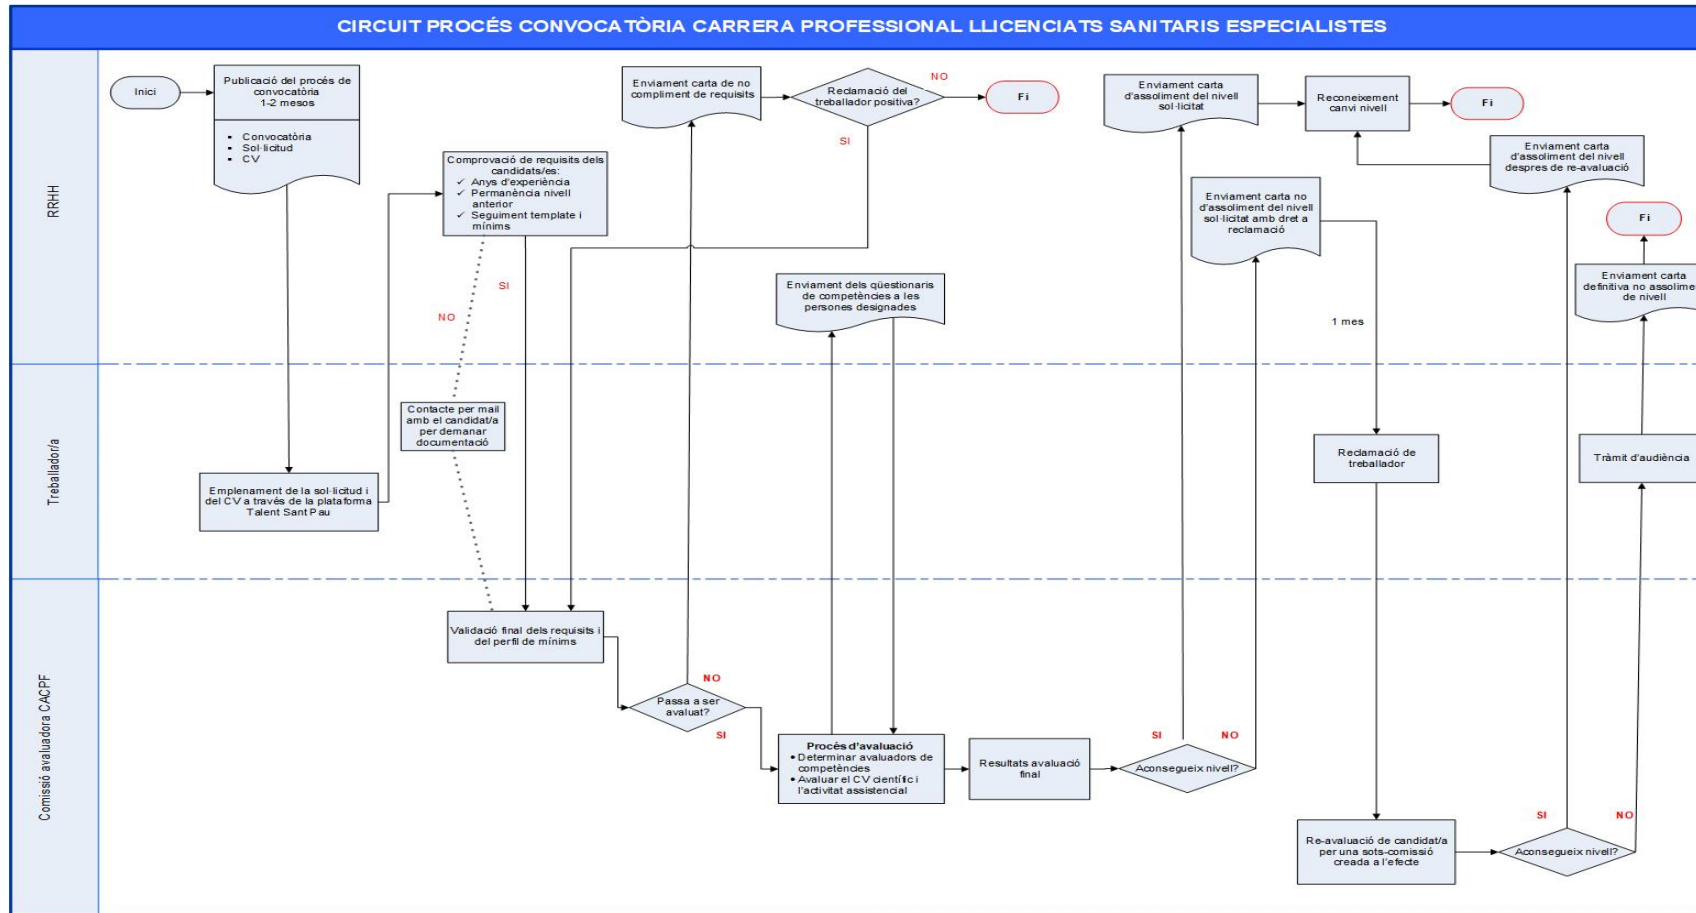 CIRCUIT PROCÉS CONVOCATÒRIA CARRERA PROFESSIONAL LLICENCIATS SANITARIS ESPECIALISTES
RRHH
Inici
Publicació del procés de
convocatòria
1-2 mesos
▪ Convocatòria
▪ Sol·licitud
▪ CV
Comprovació de requisits dels
candidats/es:
✓ Anys d'experiència
✓ Permanència nivell
anterior
✓ Seguiment template i
mínims
SI
NO
Enviament carta de no
compliment de requisits
Reclamació del
treballador positiva?
NO
SI
Fi
Enviament dels qüestionaris
de competències a les
persones designades
Enviament carta
d'assoliment del nivell
sol·licitat
Reconeixement
canvi nivell
Fi
Enviament carta no
d'assoliment del nivell
sol·licitat amb dret a
reclamació
Enviament carta
d'assoliment del nivell
despres de re-avaluació
Fi
Enviament carta
definitiva no assolime
de nivell
1 mes
Treballador/a
Emplenament de la sol·licitud i
del CV a través de la plataforma
Talent Sant Pau
Contacte per mail
amb el candidat/a
per demanar
documentació
Reclamació de
treballador
Tràmit d'audiència
Comissió avaluadora CACPF
Validació final dels requisits i
del perfil de mínims
Passa a ser
avaluat?
NO
SI
Procés d'avaluació
• Determinar avaluadors de
competències
• Avaluar el CV científic i
l'activitat assistencial
Resultats avaluació
final
Aconsegueix nivell?
SI
NO
Re-avaluació de candidat/a
per una sots-comissió
creada a l'efecte
Aconsegueix nivell?
SI
NO